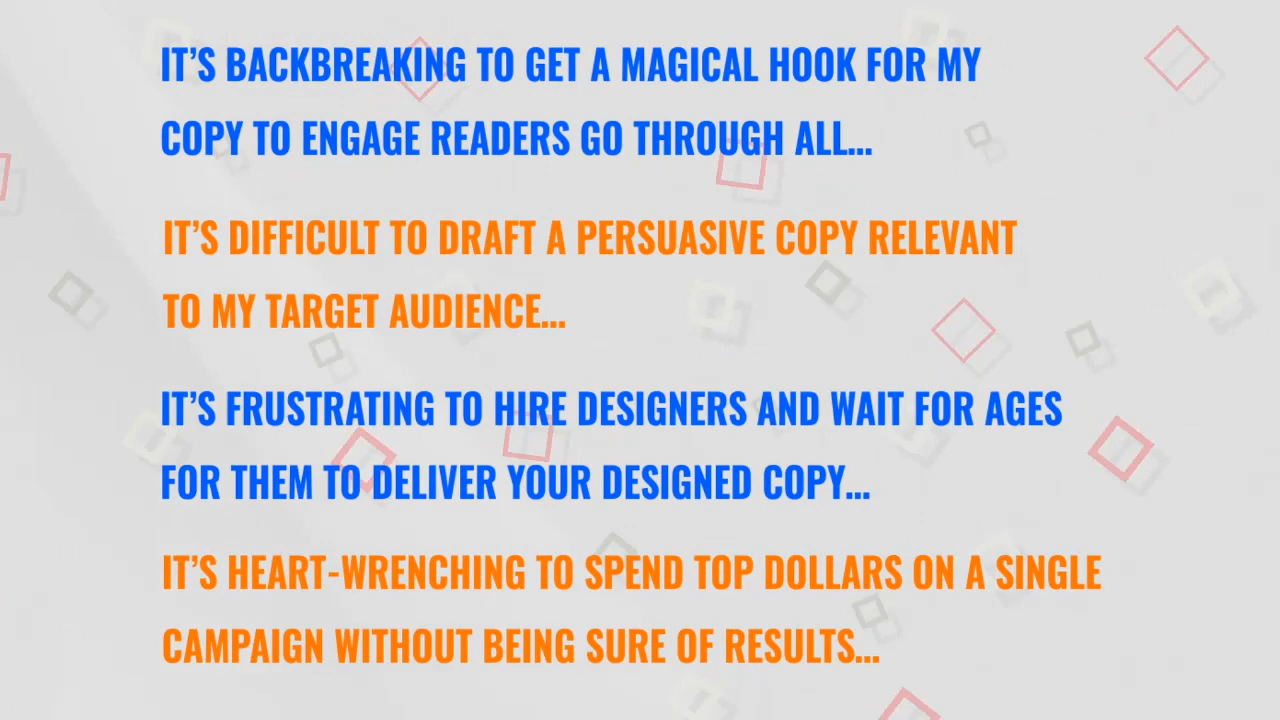 IT’S BACKBREAKING TO GET A MAGICAL HOOK FOR MY
COPY TO ENGAGE READERS GO THROUGH ALL...
IT’S DIFFICULT TO DRAFT A PERSUASIVE COPY RELEVANT
TO MY TARGET AUDIENCE...
IT’S FRUSTRATING TO HIRE DESIGNERS AND WAIT FOR AGES
FOR THEM TO DELIVER YOUR DESIGNED COPY...
IT’S HEART-WRENCHING TO SPEND TOP DOLLARS ON A SINGLE
CAMPAIGN WITHOUT BEING SURE OF RESULTS...